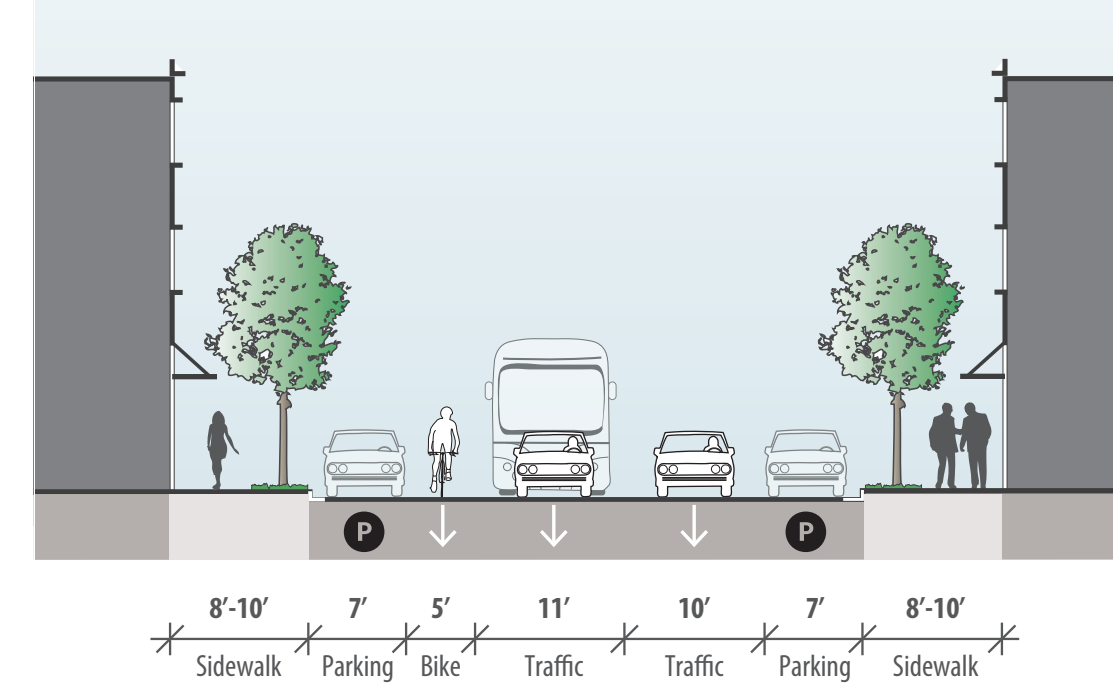 P P
8’-10’ 7’ 5’ 11’ 10’ 7’ 8’-10’
Sidewalk Parking Bike Traffic Traffic Parking Sidewalk